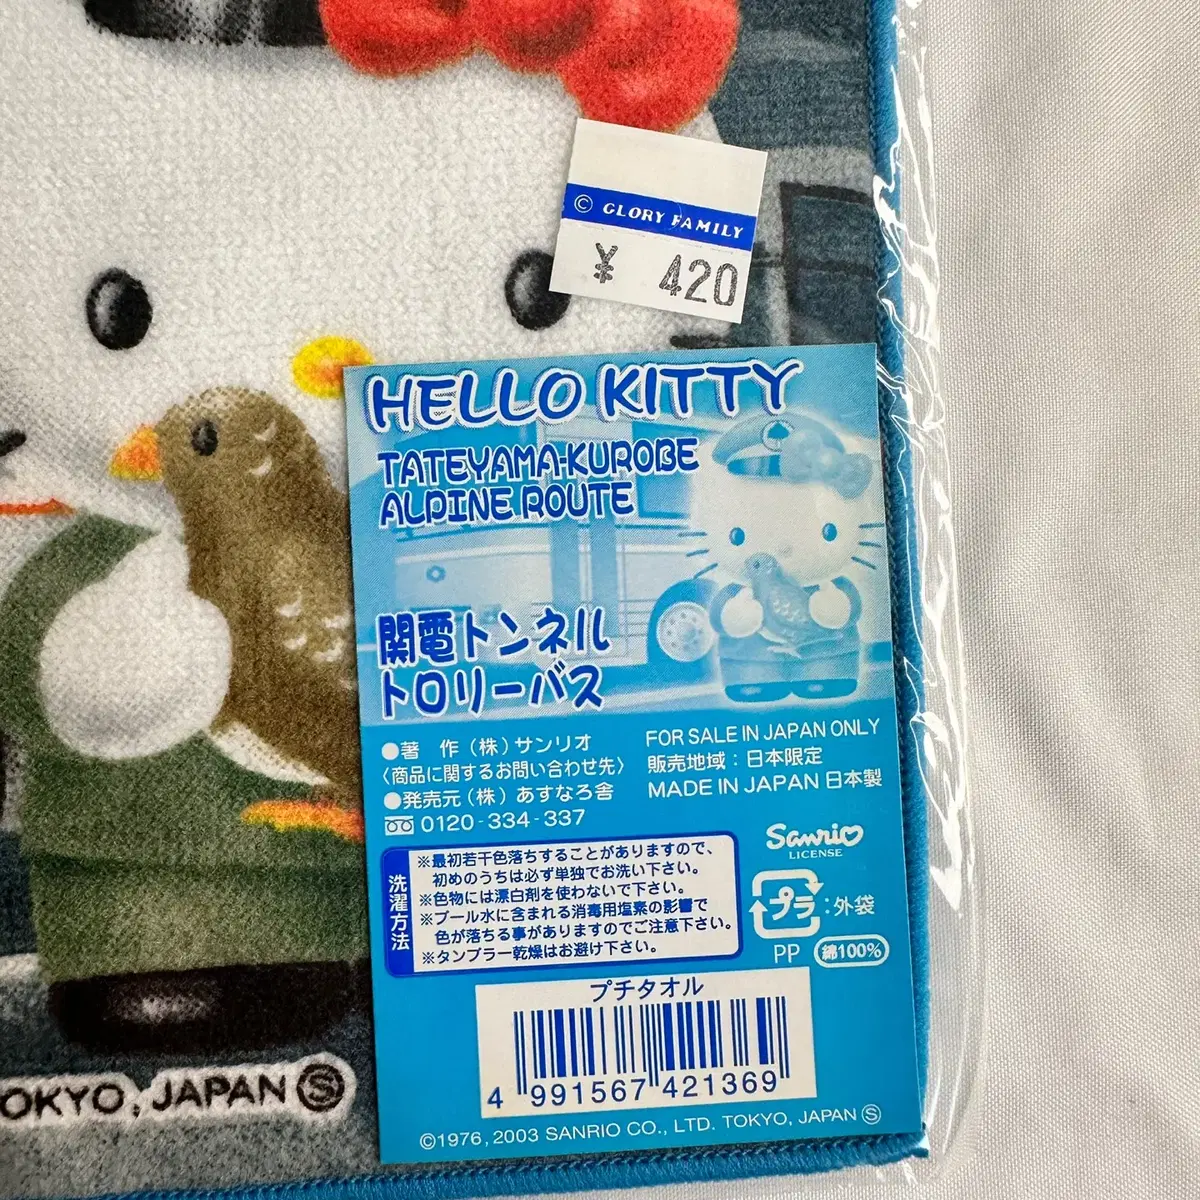 © GLORY FAMILY
¥ 420
HELLO KITTY
TATEYAMA-KUROBE
ALPINE ROUTE
関電トンネル
トロリーバス
●著 作(株)サンリオ
〈商品に関するお問い合わせ先〉
●発売元(株)あすなろ舎
0120-334-337
FOR SALE IN JAPAN ONLY
販売地域:日本限定
MADE IN JAPAN 日本製
Sanrio
LICENSE
洗濯方法
※最初若干色落ちすることがありますので、
初めのうちは必ず単独でお洗い下さい。
※色物には漂白剤を使わないで下さい。
※プール水に含まれる消毒用塩素の影響で
色が落ちる事がありますのでご注意下さい。
※タンブラー乾燥はお避け下さい。
プラ:外袋
PP 綿100%
プチタオル
4 991567 421369
©1976, 2003 SANRIO CO., LTD. TOKYO, JAPAN Ⓢ
OKYO, JAPAN Ⓢ